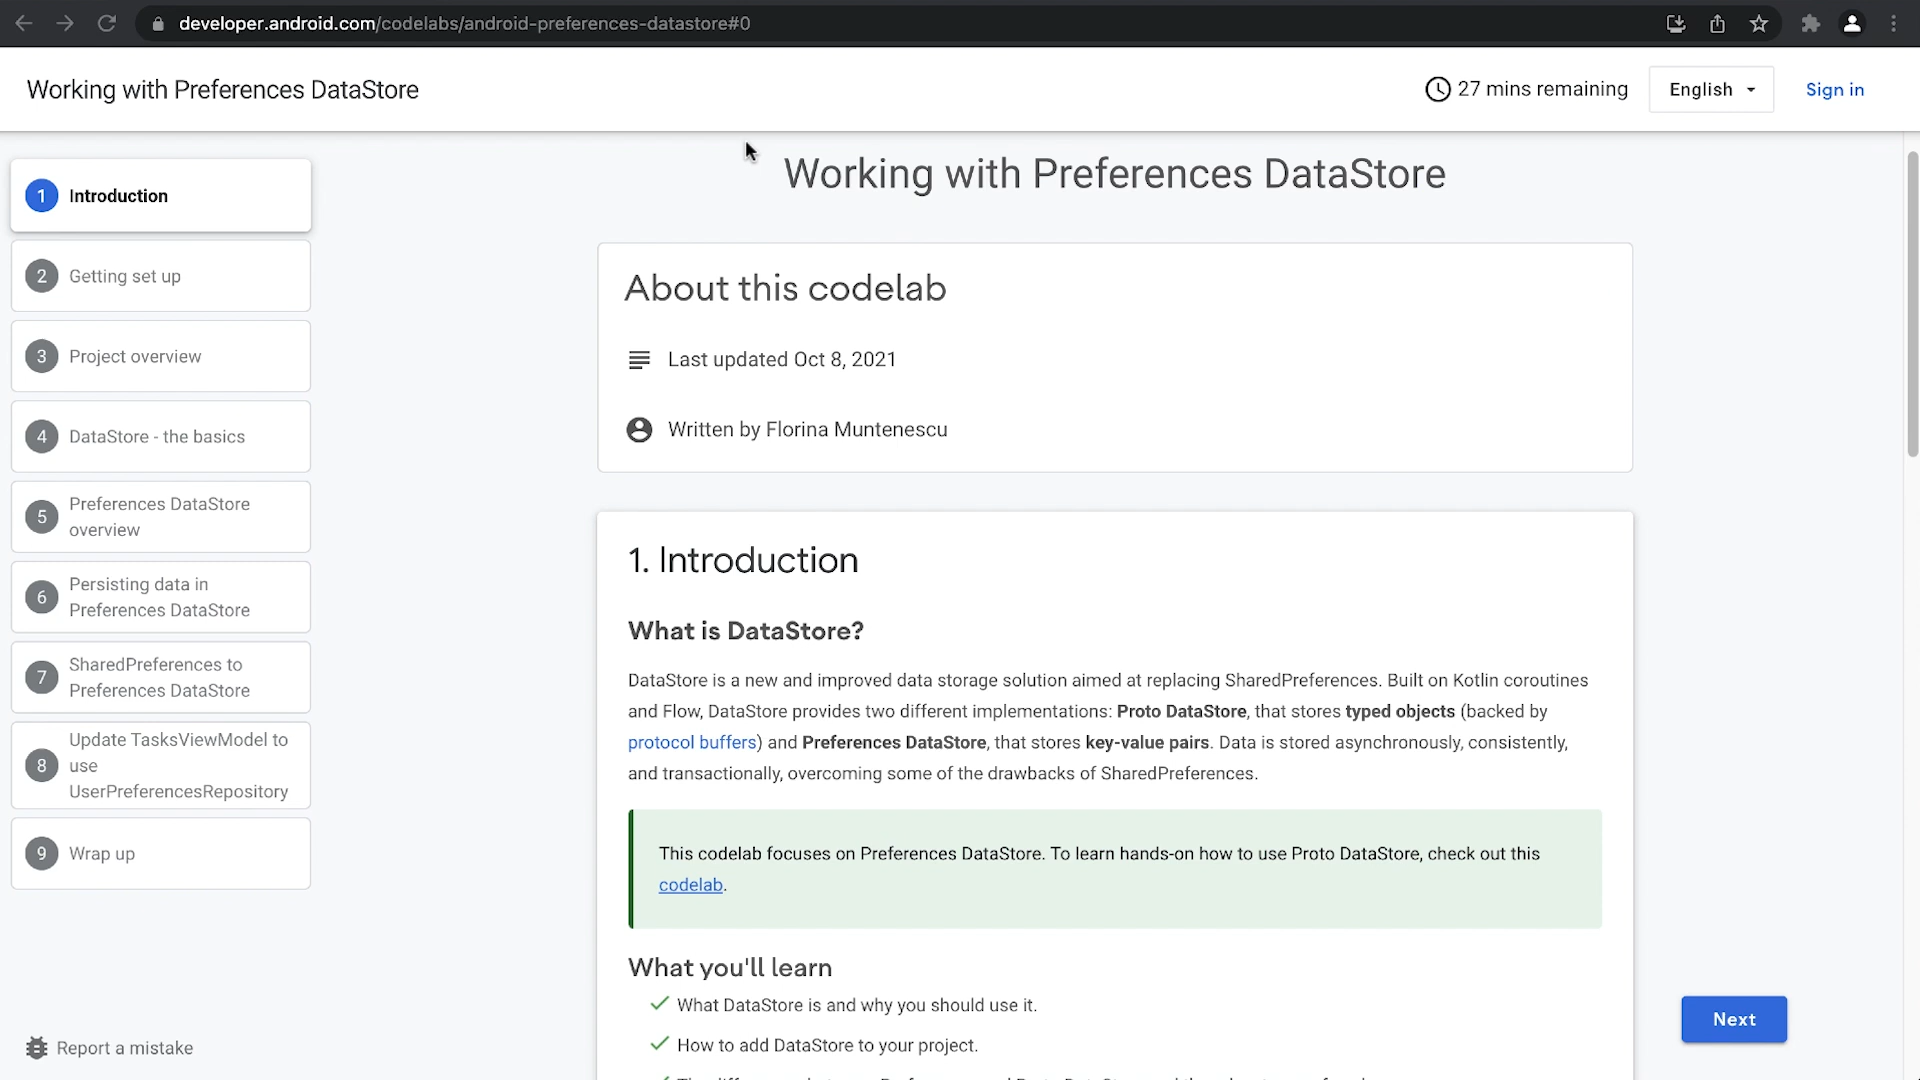 developer.android.com/codelabs/android-preferences-datastore#0
Working with Preferences DataStore
27 mins remaining
English
Sign in
1 Introduction
2 Getting set up
3 Project overview
4 DataStore - the basics
5 Preferences DataStore
overview
6 Persisting data in
Preferences DataStore
7 SharedPreferences to
Preferences DataStore
8 Update TasksViewModel to
use
UserPreferencesRepository
9 Wrap up
Report a mistake
Working with Preferences DataStore
About this codelab
Last updated Oct 8, 2021
Written by Florina Muntenescu
1. Introduction
What is DataStore?
DataStore is a new and improved data storage solution aimed at replacing SharedPreferences. Built on Kotlin coroutines
and Flow, DataStore provides two different implementations: Proto DataStore, that stores typed objects (backed by
protocol buffers) and Preferences DataStore, that stores key-value pairs. Data is stored asynchronously, consistently,
and transactionally, overcoming some of the drawbacks of SharedPreferences.
This codelab focuses on Preferences DataStore. To learn hands-on how to use Proto DataStore, check out this
codelab.
What you'll learn
What DataStore is and why you should use it.
How to add DataStore to your project.
Next